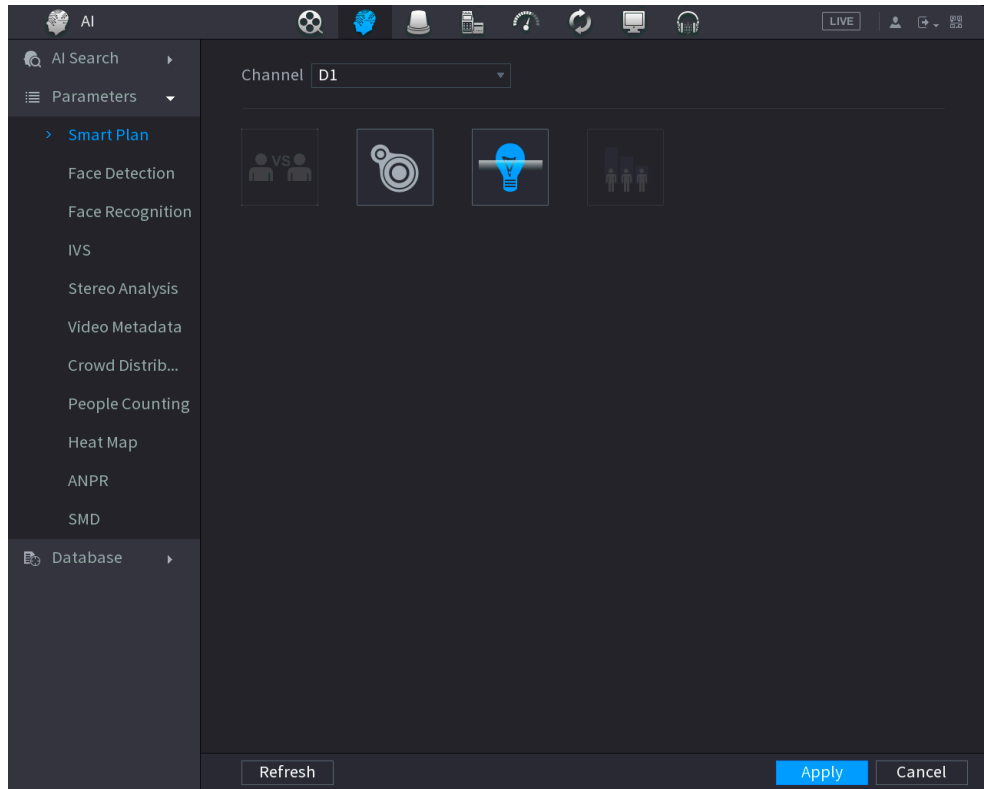 AI
LIVE
AI Search
Parameters
Smart Plan
Face Detection
Face Recognition
IVS
Stereo Analysis
Video Metadata
Crowd Distrib...
People Counting
Heat Map
ANPR
SMD
Database
Channel D1
VS
Refresh
Apply
Cancel